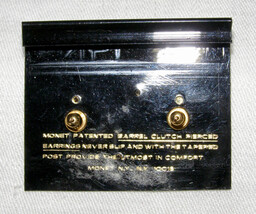 MONET PATENTED BARREL CLUTCH PIERCED
EARRINGS NEVER SLIP AND WITH THE TAPERED
POST PROVIDE THE UTMOST IN COMFORT.
MONET N.Y., N.Y. 10016